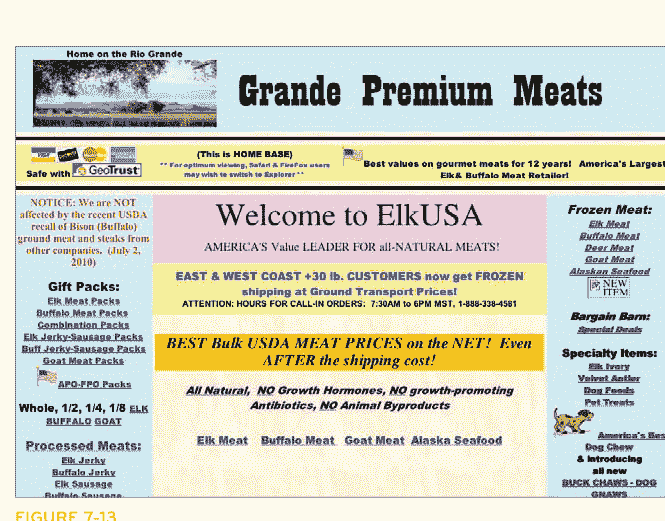 Home on the Rio Grande
Grande Premium Meats
VISA
Safe with GeoTrust
(This is HOME BASE)
** For optimum viewing, Safari & FireFox users
may wish to switch to Explorer **
Best values on gourmet meats for 12 years! America's Largest
Elk& Buffalo Meat Retailer!
NOTICE: We are NOT
affected by the recent USDA
recall of Bison (Buffalo)
ground meat and steaks from
other companies. (July 2,
2010)
Gift Packs:
Elk Meat Packs
Buffalo Meat Packs
Combination Packs
Elk Jerky-Sausage Packs
Buff Jerky-Sausage Packs
Goat Meat Packs
APO-FPO Packs
Whole, 1/2, 1/4, 1/8 ELK
BUFFALO GOAT
Processed Meats:
Elk Jerky
Buffalo Jerky
Elk Sausage
Buffalo Sausage
Welcome to ElkUSA
AMERICA'S Value LEADER FOR all-NATURAL MEATS!
EAST & WEST COAST +30 lb. CUSTOMERS now get FROZEN
shipping at Ground Transport Prices!
ATTENTION: HOURS FOR CALL-IN ORDERS: 7:30AM to 6PM MST, 1-888-338-4581
BEST Bulk USDA MEAT PRICES on the NET! Even
AFTER the shipping cost!
All Natural, NO Growth Hormones, NO growth-promoting
Antibiotics, NO Animal Byproducts
Elk Meat Buffalo Meat Goat Meat Alaska Seafood
Frozen Meat:
Elk Meat
Buffalo Meat
Deer Meat
Goat Meat
Alaskan Seafood
NEW
ITEM
Bargain Barn:
Special Deals
Specialty Items:
Elk Ivory
Velvet Antler
Dog Foods
Pet Treats
America's Bes
Dog Chew
& introducing
all new
BUCK CHAWS - DOG
GNAWS
FIGURE 7-13